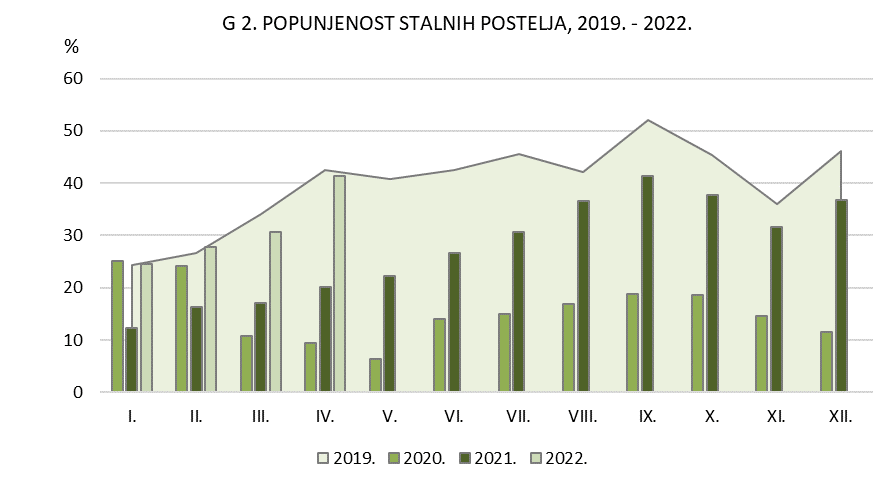 G 2. POPUNJENOST STALNIH POSTELJA, 2019. - 2022.
%
60
50
40
30
20
10
0
I. II. III. IV. V. VI. VII. VIII. IX. X. XI. XII.
2019. 2020. 2021. 2022.